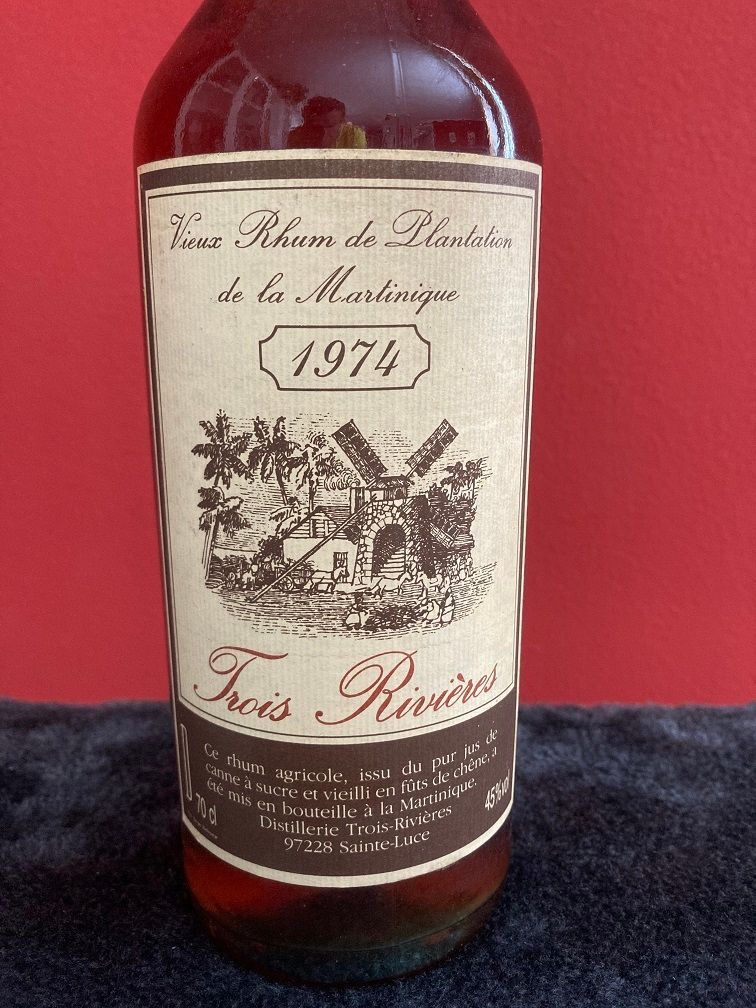 Vieux Rhum de Plantation
de la Martinique
1974
Trois Rivières
Ce rhum agricole, issu du pur jus de
canne à sucre et vieilli en fûts de chêne, a
été mis en bouteille à la Martinique.
Distillerie Trois-Rivières
97228 Sainte-Luce
70 cl
45% vol